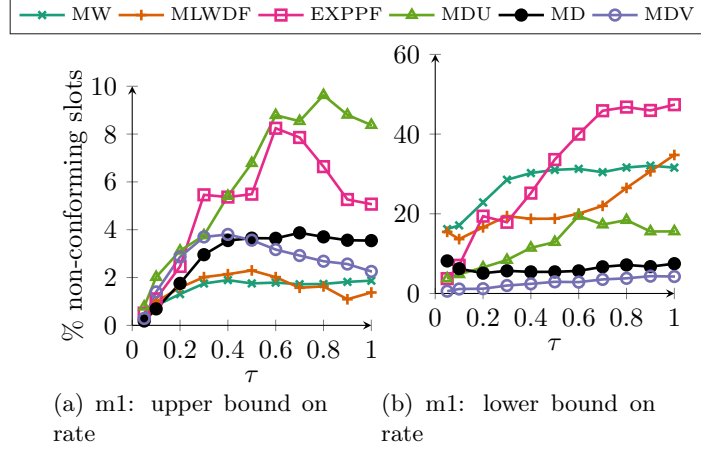 MW MLWDF EXPPF MDU MD MDV
% non-conforming slots
10
8
6
4
2
0
0 0.2 0.4 0.6 0.8 1
τ
(a) m1: upper bound on
rate
60
40
20
0
0 0.2 0.4 0.6 0.8 1
τ
(b) m1: lower bound on
rate